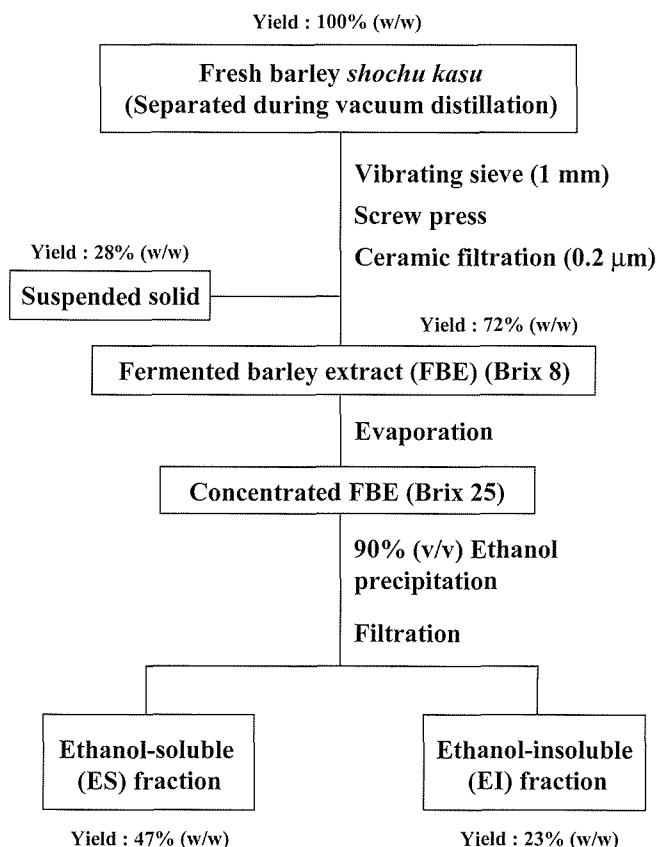 Yield : 100% (w/w)
Fresh barley shochu kasu
(Separated during vacuum distillation)
Vibrating sieve (1 mm)
Screw press
Ceramic filtration (0.2 μm)
Yield : 28% (w/w)
Suspended solid
Yield : 72% (w/w)
Fermented barley extract (FBE) (Brix 8)
Evaporation
Concentrated FBE (Brix 25)
90% (v/v) Ethanol
precipitation
Filtration
Ethanol-soluble
(ES) fraction
Yield : 47% (w/w)
Ethanol-insoluble
(EI) fraction
Yield : 23% (w/w)